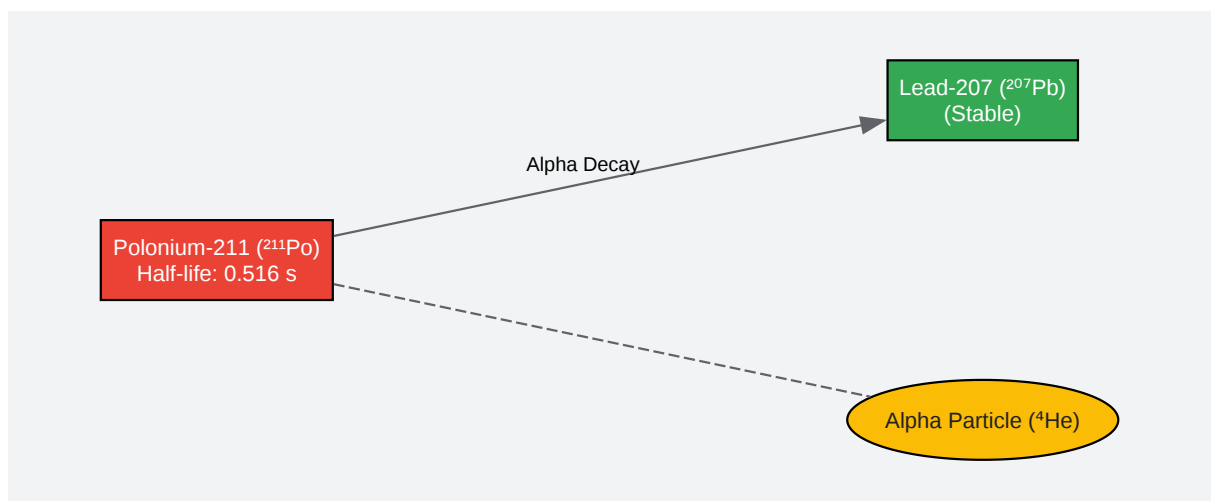 Lead-207 (²⁰⁷Pb)
(Stable)
Alpha Decay
Polonium-211 (²¹¹Po)
Half-life: 0.516 s
Alpha Particle (⁴He)